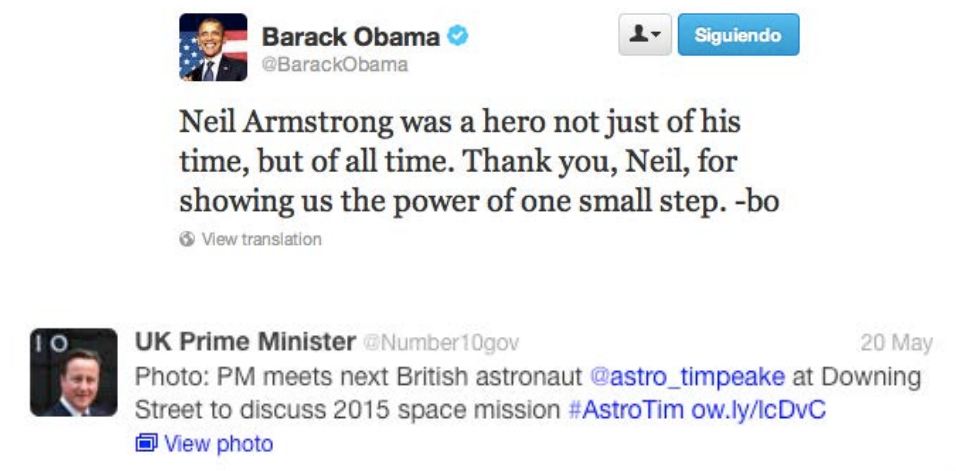 Barack Obama
@BarackObama
Siguiendo
Neil Armstrong was a hero not just of his
time, but of all time. Thank you, Neil, for
showing us the power of one small step. -bo
View translation
10
UK Prime Minister @Number10gov 20 May
Photo: PM meets next British astronaut @astro_timpeake at Downing
Street to discuss 2015 space mission #AstroTim ow.ly/lcDvC
View photo